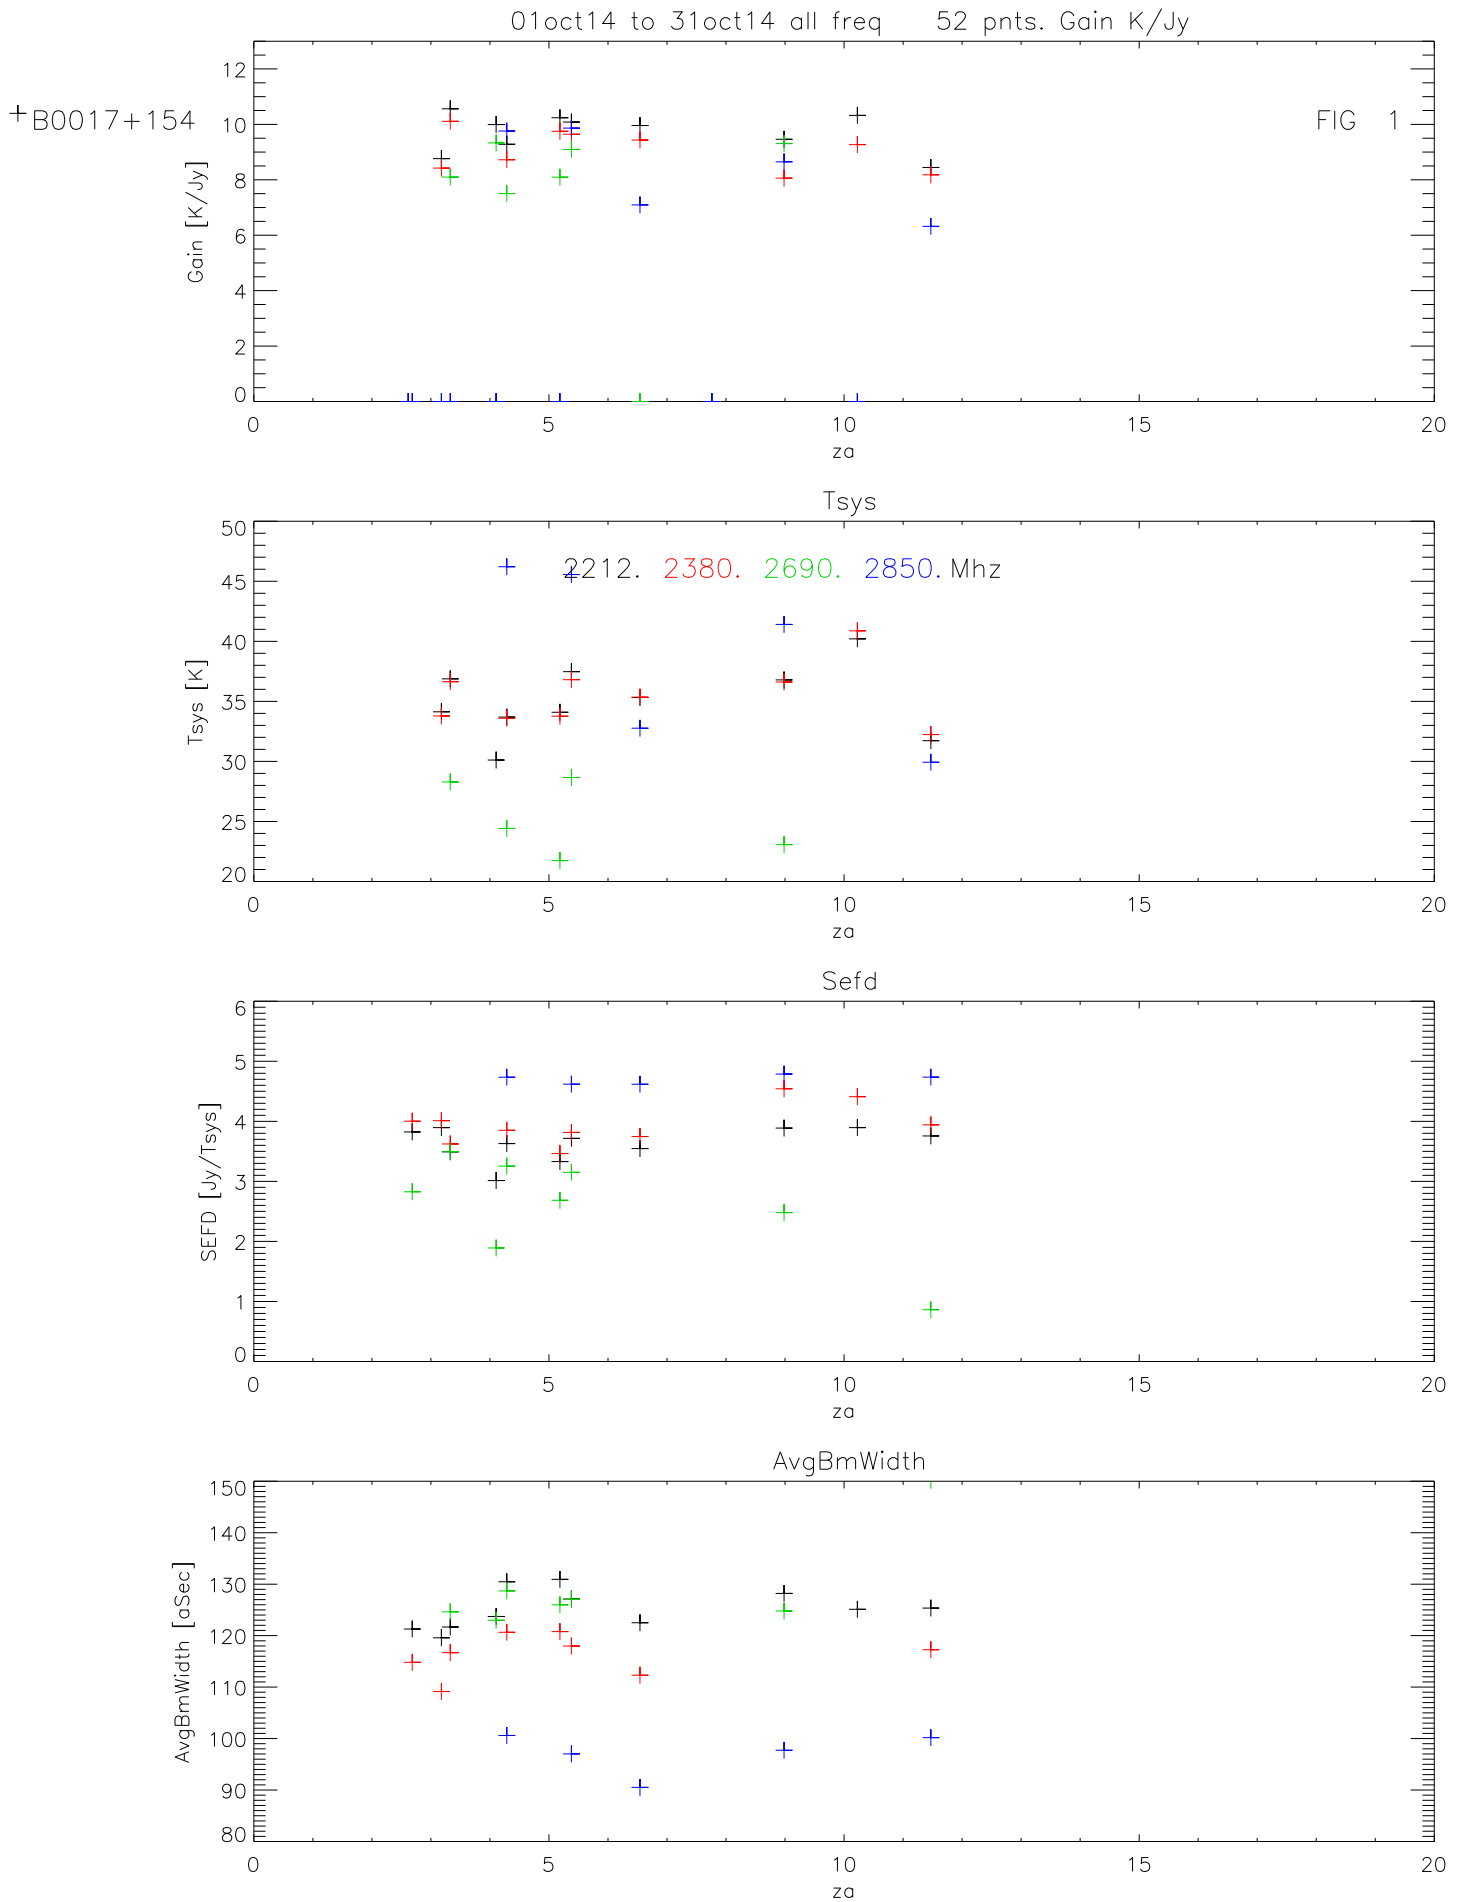 01oct14 to 31oct14 all freq 52 pnts. Gain K/Jy
+B0017+154
FIG 1
Gain [K/Jy]
12
10
8
6
4
2
0
0 5 10 15 20
za
Tsys
2212. 2380. 2690. 2850. Mhz
Tsys [K]
50
45
40
35
30
25
20
0 5 10 15 20
za
Sefd
SEFD [Jy/Tsys]
6
5
4
3
2
1
0
0 5 10 15 20
za
AvgBmWidth
AvgBmWidth [aSec]
150
140
130
120
110
100
90
80
0 5 10 15 20
za